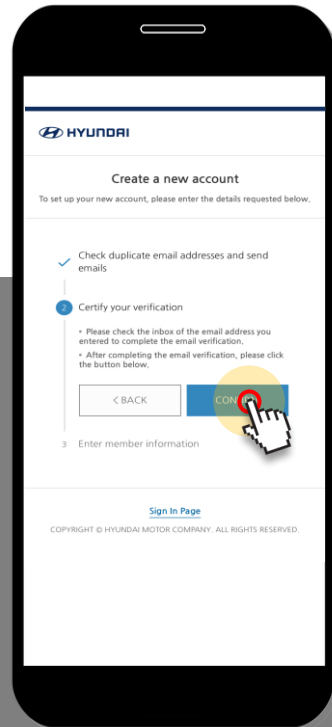 HYUNDAI
Create a new account
To set up your new account, please enter the details requested below.
Check duplicate email addresses and send
emails
2 Certify your verification
• Please check the inbox of the email address you
entered to complete the email verification.
• After completing the email verification, please click
the button below.
< BACK
3 Enter member information
Sign In Page
COPYRIGHT © HYUNDAI MOTOR COMPANY. ALL RIGHTS RESERVED.